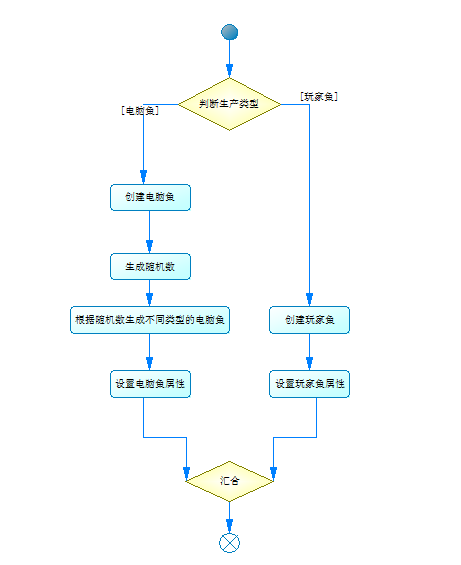 判断生产类型
[电脑鱼]
[玩家鱼]
创建电脑鱼
生成随机数
根据随机数生成不同类型的电脑鱼
创建玩家鱼
设置电脑鱼属性
设置玩家鱼属性
汇合